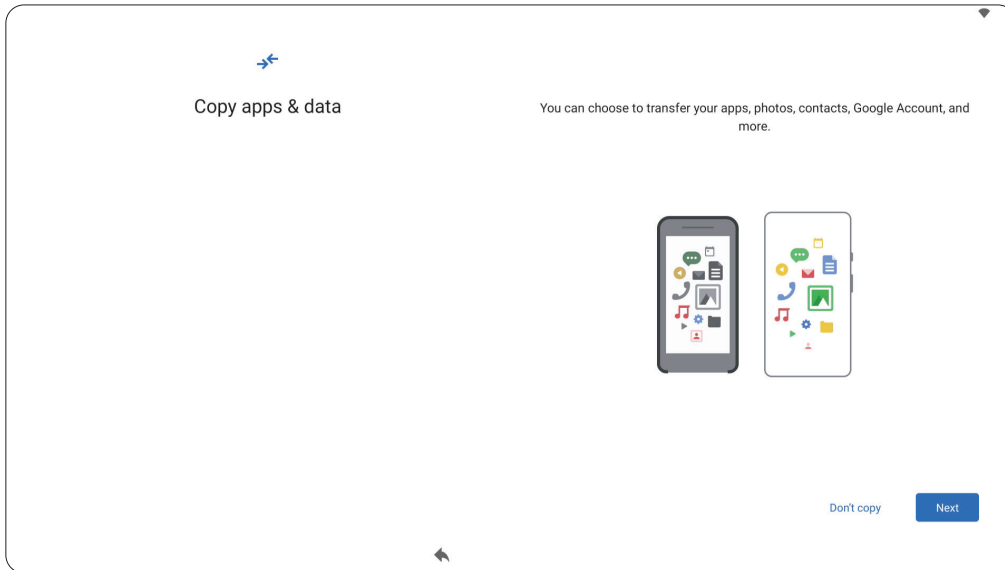 Copy apps & data
You can choose to transfer your apps, photos, contacts, Google Account, and
more.
Don't copy
Next